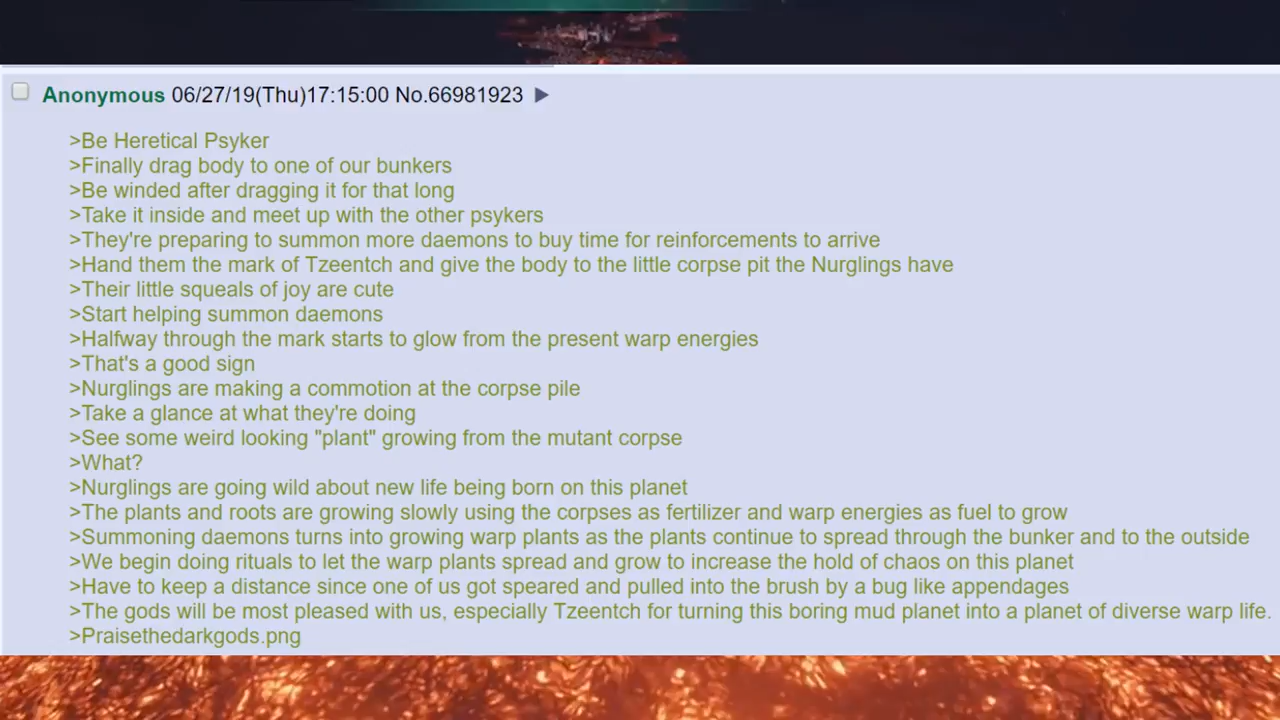 Anonymous 06/27/19(Thu)17:15:00 No.66981923 ▶
>Be Heretical Psyker
>Finally drag body to one of our bunkers
>Be winded after dragging it for that long
>Take it inside and meet up with the other psykers
>They're preparing to summon more daemons to buy time for reinforcements to arrive
>Hand them the mark of Tzeentch and give the body to the little corpse pit the Nurglings have
>Their little squeals of joy are cute
>Start helping summon daemons
>Halfway through the mark starts to glow from the present warp energies
>That's a good sign
>Nurglings are making a commotion at the corpse pile
>Take a glance at what they're doing
>See some weird looking "plant" growing from the mutant corpse
>What?
>Nurglings are going wild about new life being born on this planet
>The plants and roots are growing slowly using the corpses as fertilizer and warp energies as fuel to grow
>Summoning daemons turns into growing warp plants as the plants continue to spread through the bunker and to the outside
>We begin doing rituals to let the warp plants spread and grow to increase the hold of chaos on this planet
>Have to keep a distance since one of us got speared and pulled into the brush by a bug like appendages
>The gods will be most pleased with us, especially Tzeentch for turning this boring mud planet into a planet of diverse warp life.
>Praisethedarkgods.png